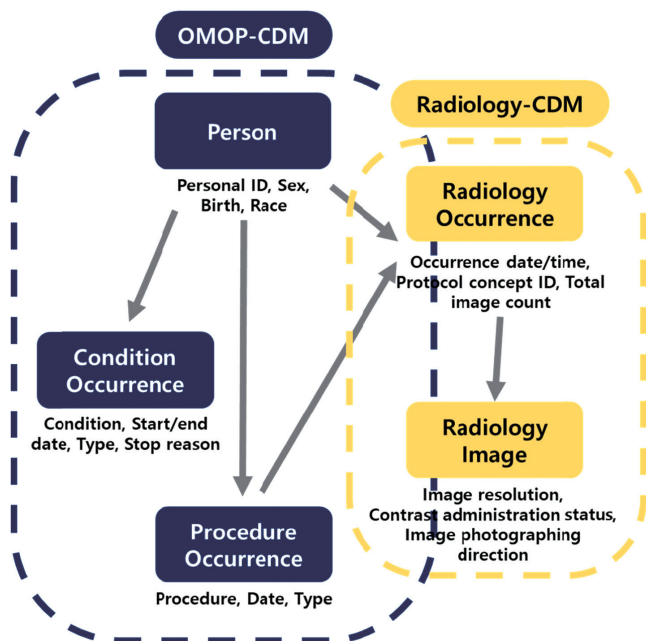 OMOP-CDM
Radiology-CDM
Person
Personal ID, Sex,
Birth, Race
Radiology
Occurrence
Occurrence date/time,
Protocol concept ID, Total
image count
Condition
Occurrence
Condition, Start/end
date, Type, Stop reason
Radiology
Image
Image resolution,
Contrast administration status,
Image photographing
direction
Procedure
Occurrence
Procedure, Date, Type